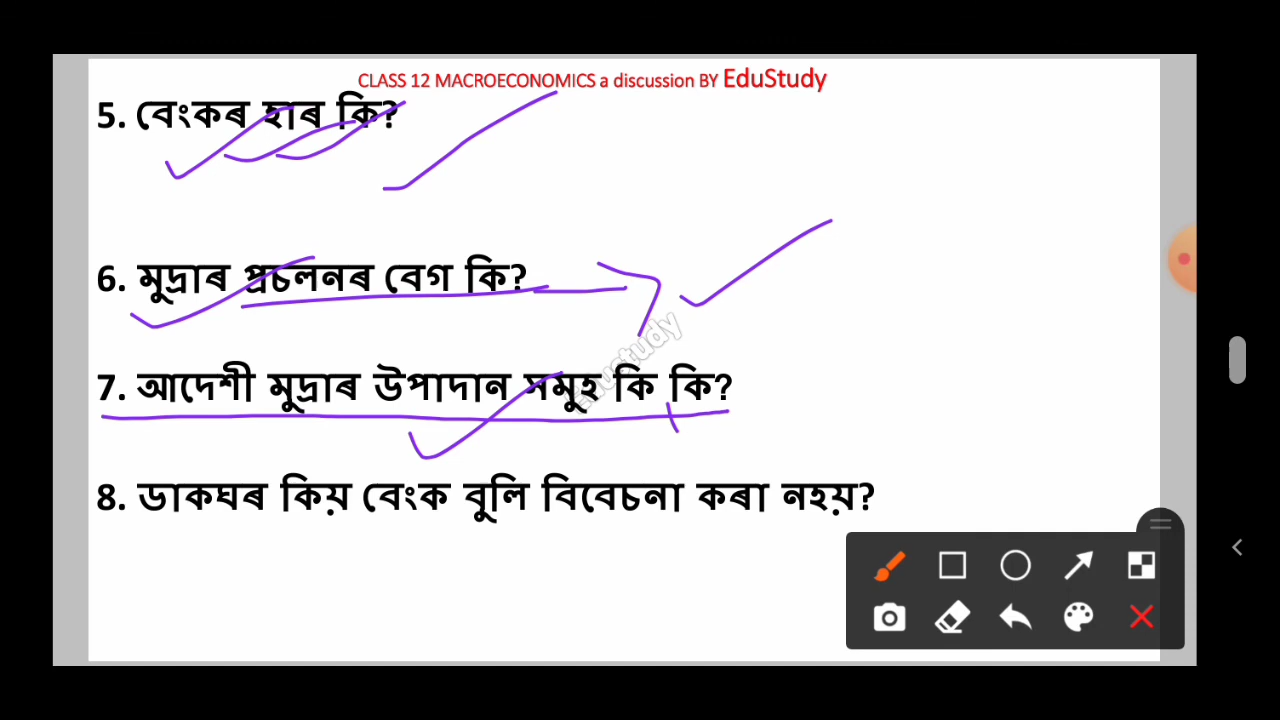 CLASS 12 MACROECONOMICS a discussion BY EduStudy
5. বেংকৰ হাৰ কি?
6. মুদ্ৰাৰ প্ৰচলনৰ বেগ কি?
Edustudy
7. আদেশী মুদ্ৰাৰ উপাদান সমুহ কি কি?
8. ডাকঘৰ কিয় বেংক বুলি বিবেচনা কৰা নহয়?